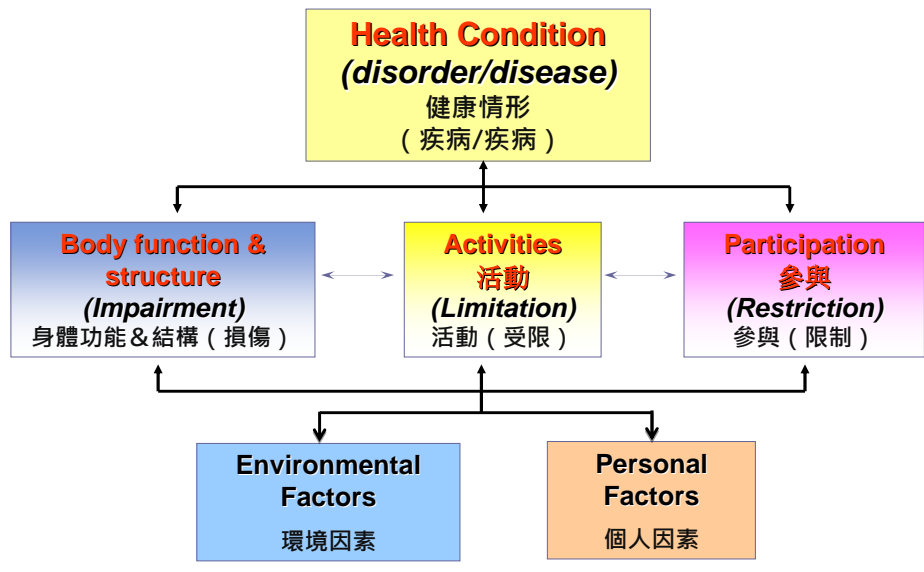 Health Condition
(disorder/disease)
健康情形
（疾病/疾病）
Body function &
structure
(Impairment)
身體功能＆結構（損傷）
Activities
活動
(Limitation)
活動（受限）
Participation
參與
(Restriction)
參與（限制）
Environmental
Factors
環境因素
Personal
Factors
個人因素